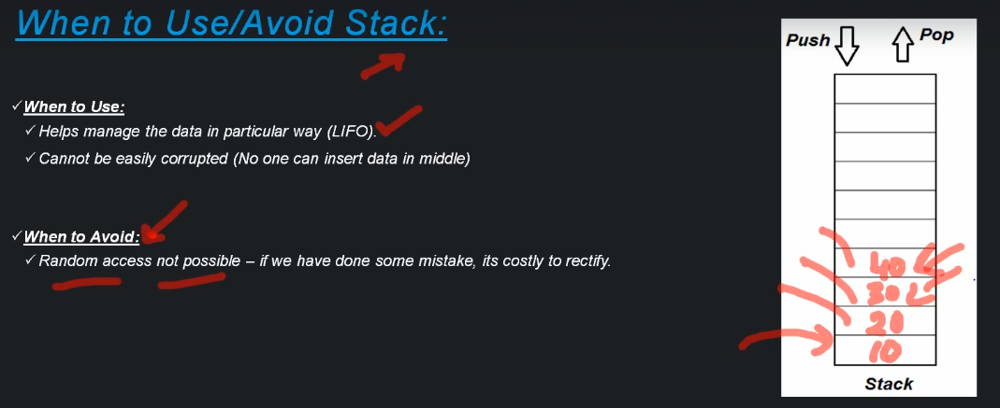 When to Use/Avoid Stack:
Push
Pop
✓When to Use:
✓ Helps manage the data in particular way (LIFO).
✓ Cannot be easily corrupted (No one can insert data in middle)
✓When to Avoid:
✓ Random access not possible – if we have done some mistake, its costly to rectify.
40
30
20
10
Stack